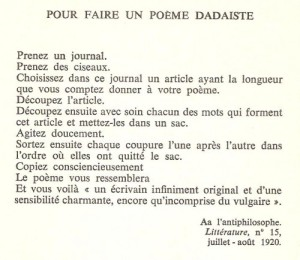 POUR FAIRE UN POÈME DADAISTE
Prenez un journal.
Prenez des ciseaux.
Choisissez dans ce journal un article ayant la longueur
que vous comptez donner à votre poème.
Découpez l'article.
Découpez ensuite avec soin chacun des mots qui forment
cet article et mettez-les dans un sac.
Agitez doucement.
Sortez ensuite chaque coupure l'une après l'autre dans
l'ordre où elles ont quitté le sac.
Copiez consciencieusement
Le poème vous ressemblera
Et vous voilà « un écrivain infiniment original et d'une
sensibilité charmante, encore qu'incomprise du vulgaire ».
Aa l'antiphilosophe.
Littérature, n° 15,
juillet - août 1920.